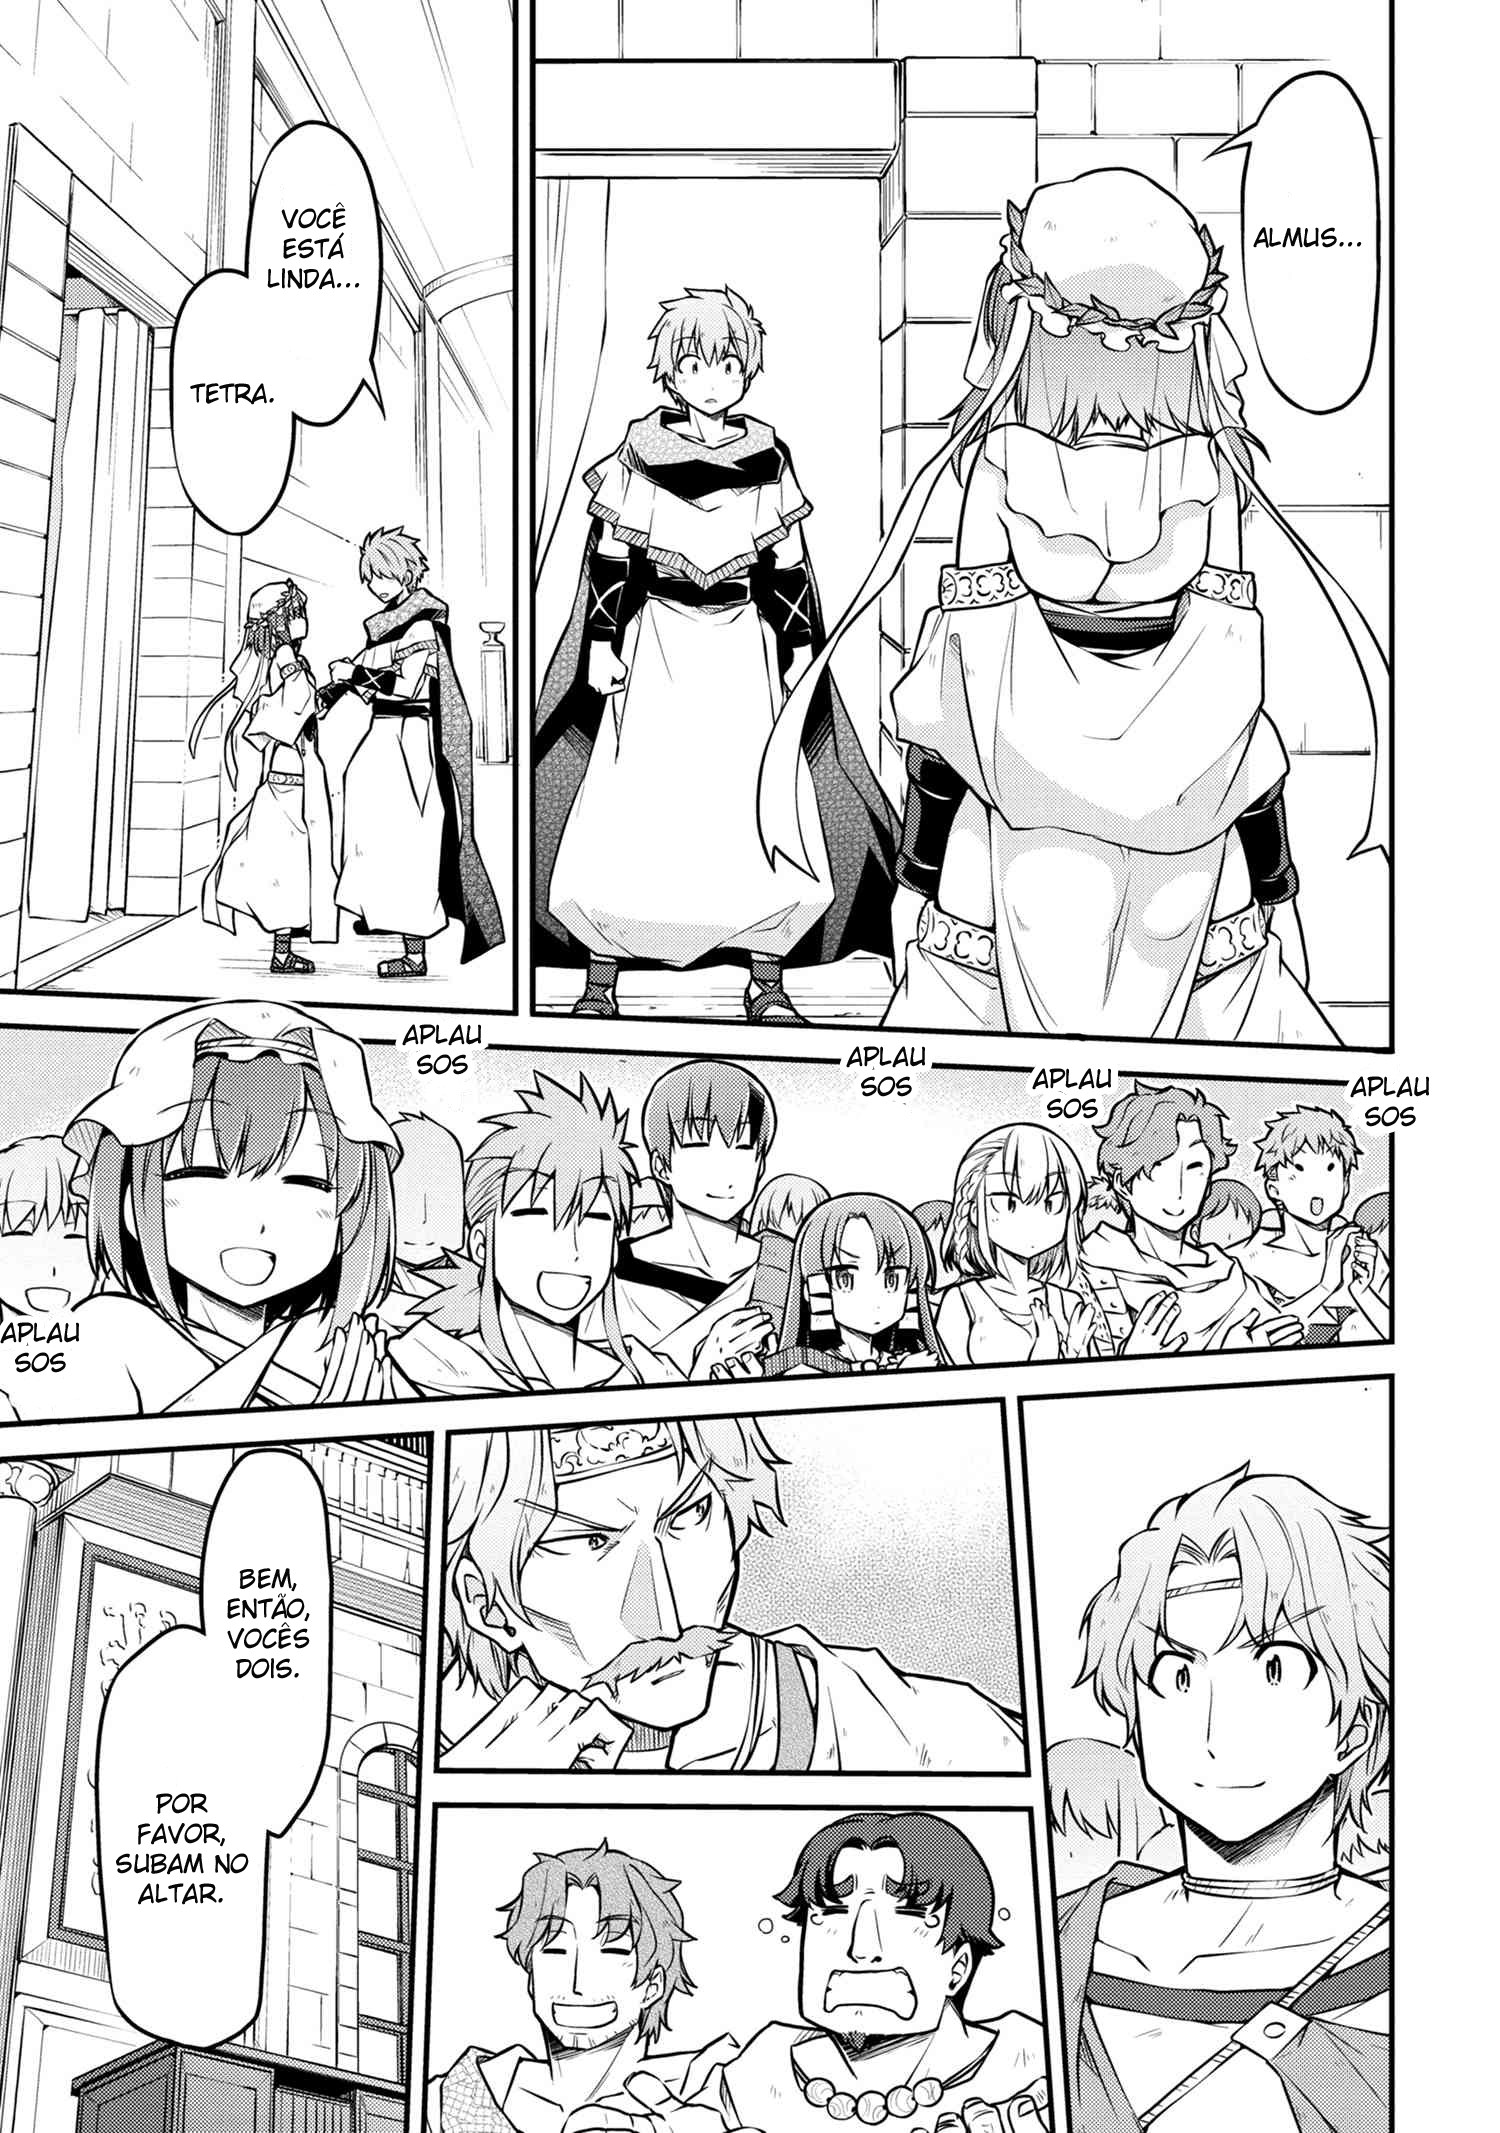 ALMUS...
VOCÊ
ESTÁ
LINDA...
TETRA.
APLAU
SOS
APLAU
SOS
APLAU
SOS
APLAU
SOS
APLAU
SOS
BEM,
ENTÃO,
VOCÊS
DOIS.
POR
FAVOR,
SUBAM NO
ALTAR.